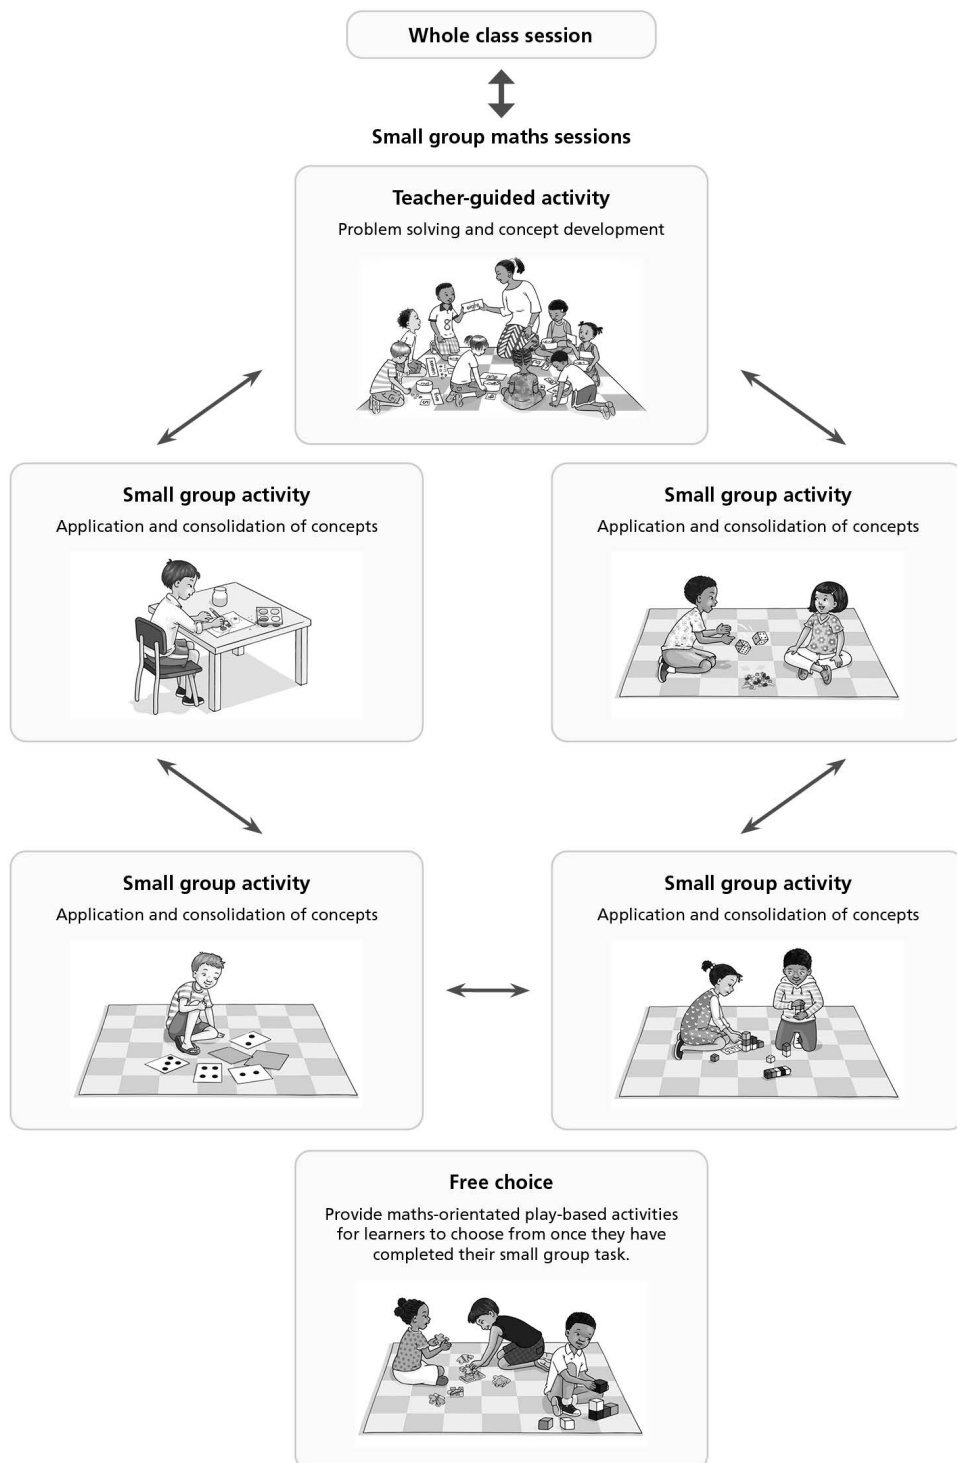 Whole class session
Small group maths sessions
Teacher-guided activity
Problem solving and concept development
Small group activity
Application and consolidation of concepts
Small group activity
Application and consolidation of concepts
Small group activity
Application and consolidation of concepts
Small group activity
Application and consolidation of concepts
Free choice
Provide maths-orientated play-based activities
for learners to choose from once they have
completed their small group task.